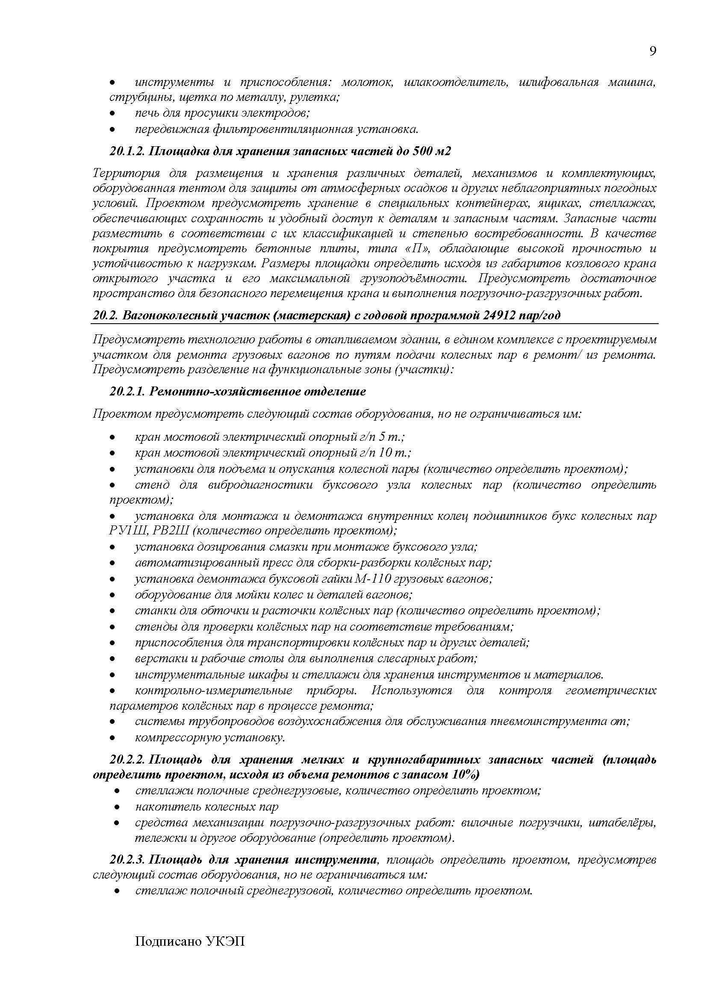 9
• инструменты и приспособления: молоток, шлакоотделитель, шлифовальная машина,
струбцины, щетка по металлу, рулетка;
• печь для просушки электродов;
• передвижная фильтровентиляционная установка.
20.1.2. Площадка для хранения запасных частей до 500 м2
Территория для размещения и хранения различных деталей, механизмов и комплектующих,
оборудованная тентом для защиты от атмосферных осадков и других неблагоприятных погодных
условий. Проектом предусмотреть хранение в специальных контейнерах, ящиках, стеллажах,
обеспечивающих сохранность и удобный доступ к деталям и запасным частям. Запасные части
разместить в соответствии с их классификацией и степенью востребованности. В качестве
покрытия предусмотреть бетонные плиты, типа «П», обладающие высокой прочностью и
устойчивостью к нагрузкам. Размеры площадки определить исходя из габаритов козлового крана
открытого участка и его максимальной грузоподъёмности. Предусмотреть достаточное
пространство для безопасного перемещения крана и выполнения погрузочно-разгрузочных работ.
20.2. Вагоноколесный участок (мастерская) с годовой программой 24912 пар/год
Предусмотреть технологию работы в отапливаемом здании, в едином комплексе с проектируемым
участком для ремонта грузовых вагонов по путям подачи колесных пар в ремонт/ из ремонта.
Предусмотреть разделение на функциональные зоны (участки):
20.2.1. Ремонтно-хозяйственное отделение
Проектом предусмотреть следующий состав оборудования, но не ограничиваться им:
• кран мостовой электрический опорный г/п 5 т.;
• кран мостовой электрический опорный г/п 10 т.;
• установки для подъема и опускания колесной пары (количество определить проектом);
• стенд для вибродиагностики буксового узла колесных пар (количество определить
проектом);
• установка для монтажа и демонтажа внутренних колец подшипников букс колесных пар
РУ1Ш, РВ2Ш (количество определить проектом);
• установка дозирования смазки при монтаже буксового узла;
• автоматизированный пресс для сборки-разборки колёсных пар;
• установка демонтажа буксовой гайки М-110 грузовых вагонов;
• оборудование для мойки колес и деталей вагонов;
• станки для обточки и расточки колёсных пар (количество определить проектом);
• стенды для проверки колёсных пар на соответствие требованиям;
• приспособления для транспортировки колёсных пар и других деталей;
• верстаки и рабочие столы для выполнения слесарных работ;
• инструментальные шкафы и стеллажи для хранения инструментов и материалов.
• контрольно-измерительные приборы. Используются для контроля геометрических
параметров колёсных пар в процессе ремонта;
• системы трубопроводов воздухоснабжения для обслуживания пневмоинструмента от;
• компрессорную установку.
20.2.2. Площадь для хранения мелких и крупногабаритных запасных частей (площадь
определить проектом, исходя из объема ремонтов с запасом 10%)
• стеллажи полочные среднегрузовые, количество определить проектом;
• накопитель колесных пар
• средства механизации погрузочно-разгрузочных работ: вилочные погрузчики, штабелёры,
тележки и другое оборудование (определить проектом).
20.2.3. Площадь для хранения инструмента, площадь определить проектом, предусмотрев
следующий состав оборудования, но не ограничиваться им:
• стеллаж полочный среднегрузовой, количество определить проектом.
Подписано УКЭП